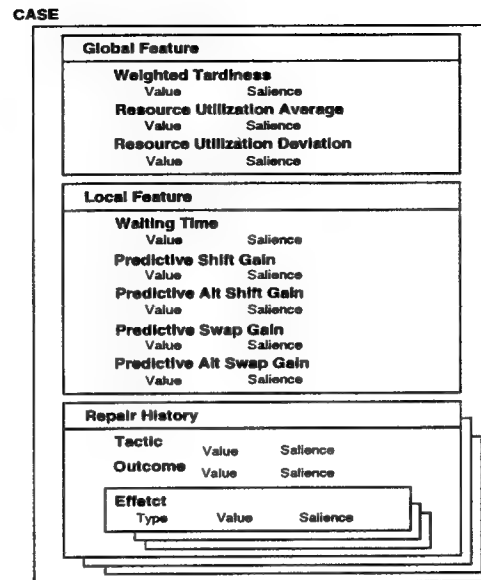 CASE
Global Feature
Weighted Tardiness
Value Salience
Resource Utilization Average
Value Salience
Resource Utilization Deviation
Value Salience
Local Feature
Waiting Time
Value Salience
Predictive Shift Gain
Value Salience
Predictive Alt Shift Gain
Value Salience
Predictive Swap Gain
Value Salience
Predictive Alt Swap Gain
Value Salience
Repair History
Tactic Value Salience
Outcome Value Salience
Effetct
Type Value Salience